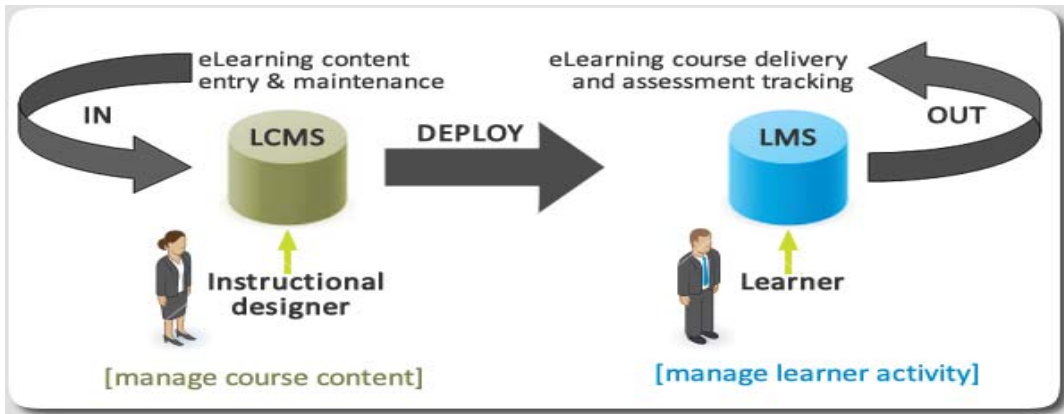 eLearning content
entry & maintenance
IN
LCMS
DEPLOY
eLearning course delivery
and assessment tracking
LMS
OUT
Instructional
designer
Learner
[manage course content]
[manage learner activity]